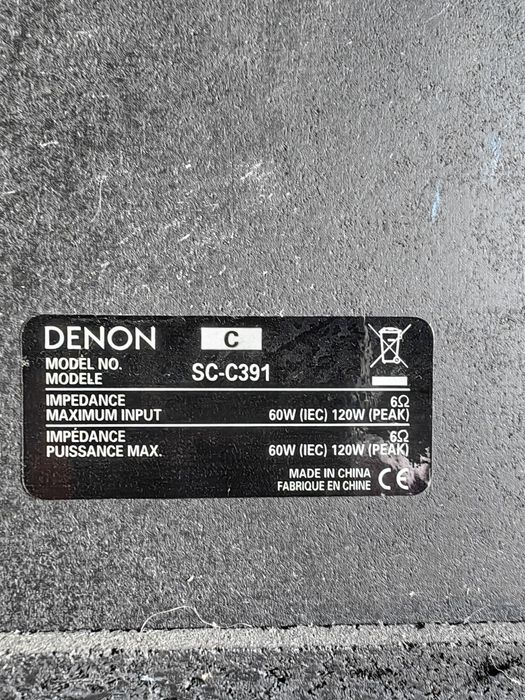 DENON C
MODEL NO.
MODELE SC-C391
IMPEDANCE 6Ω
MAXIMUM INPUT 60W (IEC) 120W (PEAK)
IMPÉDANCE 6Ω
PUISSANCE MAX. 60W (IEC) 120W (PEAK)
MADE IN CHINA
FABRIQUE EN CHINE CE